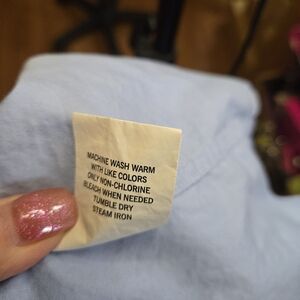 MACHINE WASH WARM
WITH LIKE COLORS
ONLY NON-CHLORINE
BLEACH WHEN NEEDED
TUMBLE DRY
STEAM IRON